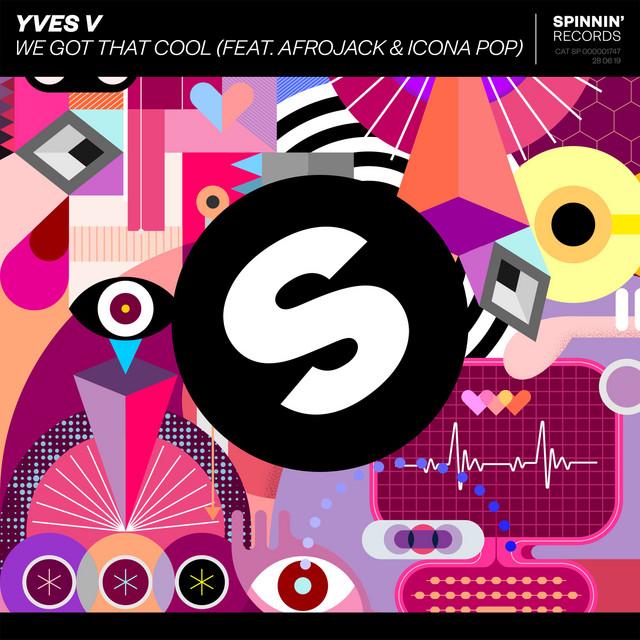 YVES V
WE GOT THAT COOL (FEAT. AFROJACK & ICONA POP)
SPINNIN'
RECORDS
CAT SP 000001747
28 06 19
S